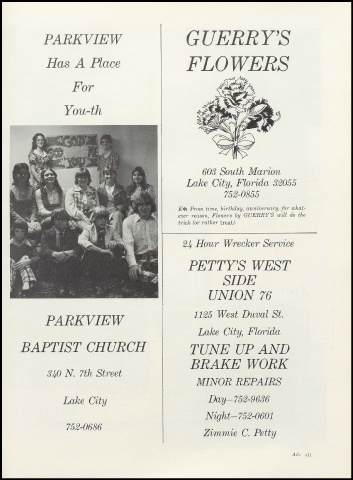 PARKVIEW
Has A Place
For
You-th
PARKVIEW
BAPTIST CHURCH
340 N. 7th Street
Lake City
752-0686
GUERRY'S
FLOWERS
603 South Marion
Lake City, Florida 32055
752-0855
From time, birthday, anniversary, for what-
ever reason, Flowers by GUERRY'S will do the
trick (or rather treat).
24 Hour Wrecker Service
PETTY'S WEST
SIDE
UNION 76
1125 West Duval St.
Lake City, Florida
TUNE UP AND
BRAKE WORK
MINOR REPAIRS
Day—752-9636
Night—752-0601
Zimmie C. Petty